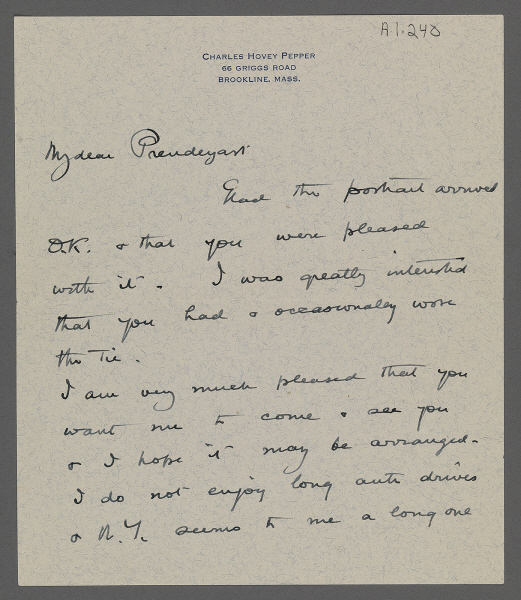 A.1.240
CHARLES HOVEY PEPPER
66 GRIGGS ROAD
BROOKLINE, MASS.
My dear Prendergast
Glad the portrait arrived
O.K. & that you were pleased
with it. I was greatly interested
that you had & occasionaley wore
the Tie.
I am very much pleased that you
want me to come & see you
& I hope it may be arranged.
I do not enjoy long auto drives
& N.Y. seems to me a long one